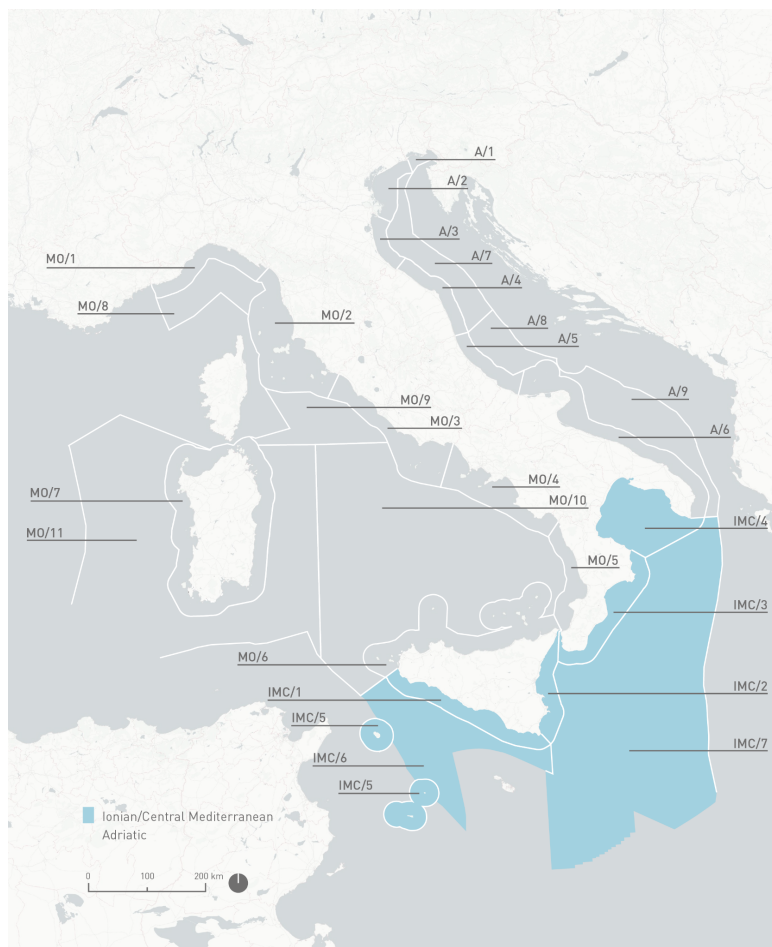 A/1
A/2
A/3
A/7
MO/1
A/4
MO/8
MO/2
A/8
A/5
A/9
MO/9
MO/3
A/6
MO/4
MO/7
MO/10
IMC/4
MO/11
MO/5
IMC/3
MO/6
IMC/2
IMC/1
IMC/5
IMC/7
IMC/6
IMC/5
Ionian/Central Mediterranean
Adriatic
0 100 200 km